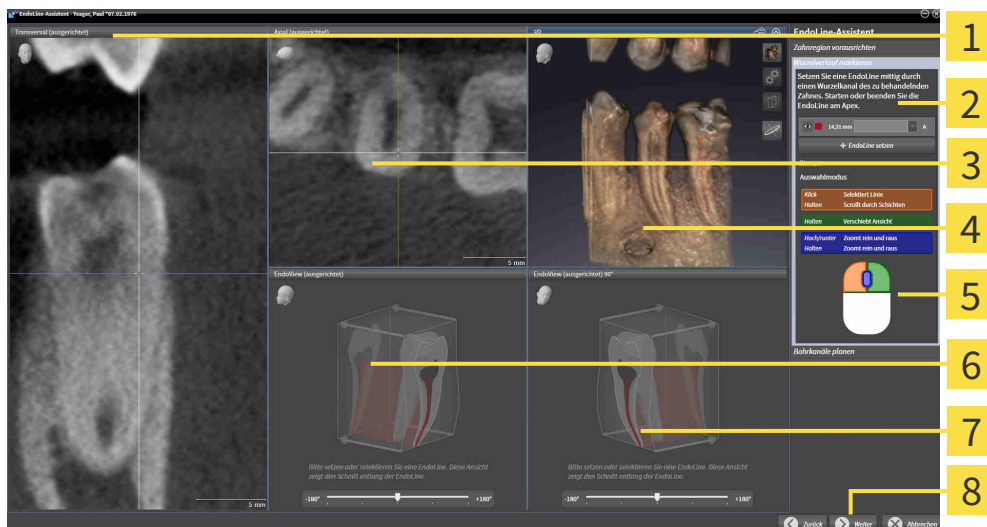 EndoLine-Assistent - Yeager, Paul *07.02.1976
Transversal (ausgerichtet)
Axial (ausgerichtet)
3D
EndoLine-Assistent
Zahnregion vorausrichten
Wurzelverlauf markieren
Setzen Sie eine EndoLine mittig durch
einen Wurzelkanal des zu behandelnden
Zahnes. Starten oder beenden Sie die
EndoLine am Apex.
14,31 mm
A
+ EndoLine setzen
Auswahlmodus
Klick Selektiert Linie
Halten Scrollt durch Schichten
Halten Verschiebt Ansicht
Hoch/runter Zoomt rein und raus
Halten Zoomt rein und raus
Bohrkanäle planen
5 mm
5 mm
EndoView (ausgerichtet)
Bitte setzen oder selektieren Sie eine EndoLine. Diese Ansicht
zeigt den Schnitt entlang der EndoLine.
-180° +180°
EndoView (ausgerichtet) 90°
Bitte setzen oder selektieren Sie eine EndoLine. Diese Ansicht
zeigt den Schnitt entlang der EndoLine.
-180° +180°
Zurück
Weiter
Abbrechen
1
2
3
4
5
6
7
8